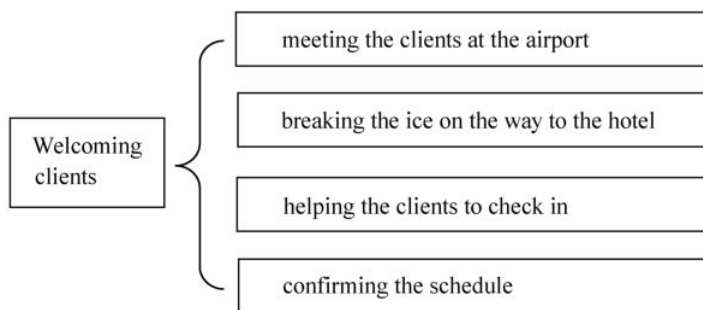 meeting the clients at the airport
breaking the ice on the way to the hotel
Welcoming
clients
helping the clients to check in
confirming the schedule